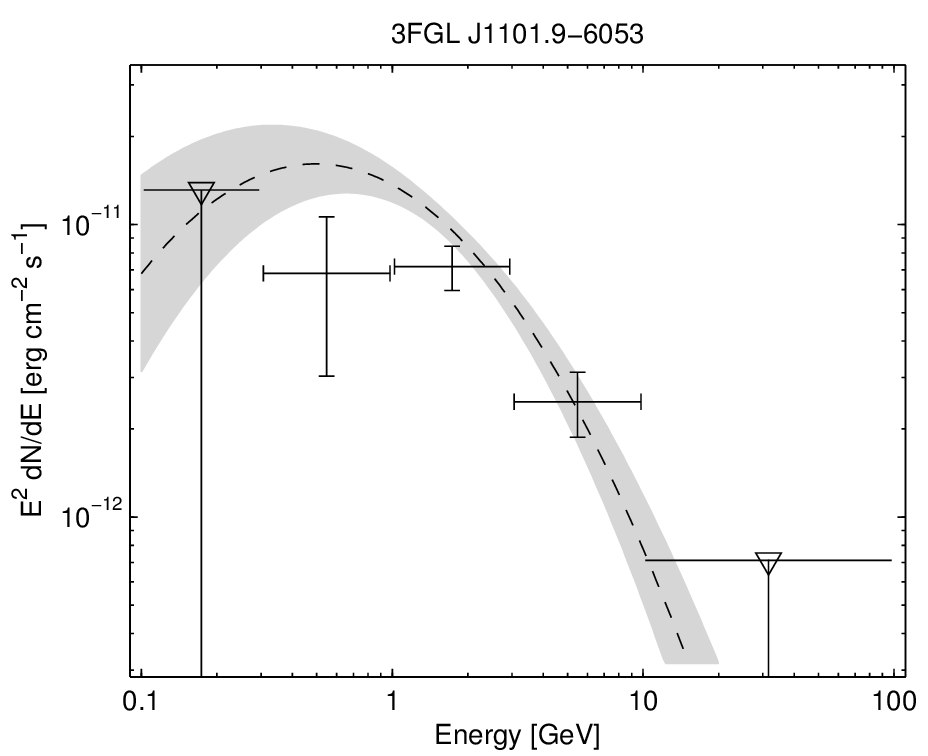 3FGL J1101.9−6053
E² dN/dE [erg cm⁻² s⁻¹]
10⁻¹¹
10⁻¹²
0.1 1 10 100
Energy [GeV]